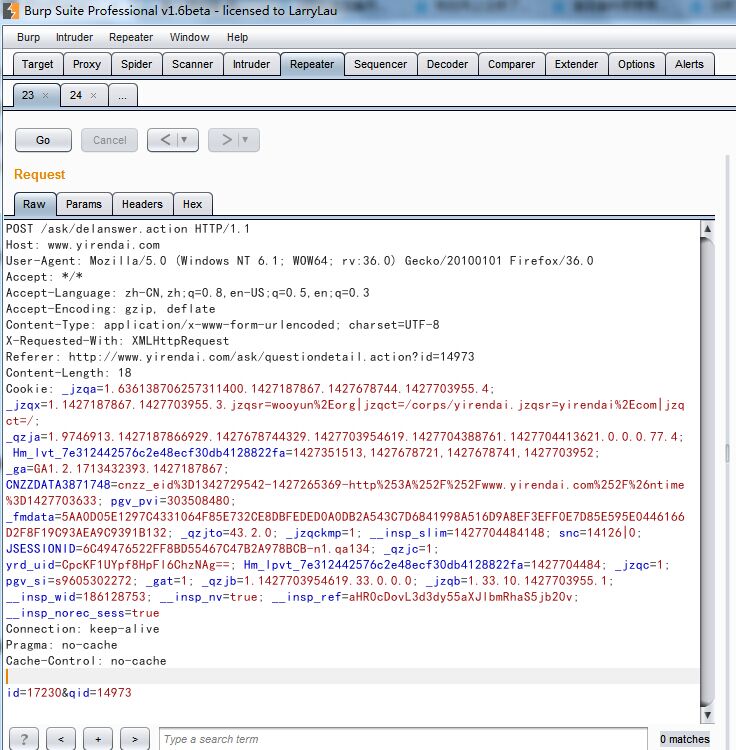 Burp Suite Professional v1.6beta - licensed to LarryLau
Burp Intruder Repeater Window Help
Target Proxy Spider Scanner Intruder Repeater Sequencer Decoder Comparer Extender Options Alerts
23 × 24 × ...
Go Cancel < | ▼ > | ▼
Request
Raw Params Headers Hex
POST /ask/delanswer.action HTTP/1.1
Host: www.yirendai.com
User-Agent: Mozilla/5.0 (Windows NT 6.1; WOW64; rv:36.0) Gecko/20100101 Firefox/36.0
Accept: */*
Accept-Language: zh-CN,zh;q=0.8,en-US;q=0.5,en;q=0.3
Accept-Encoding: gzip, deflate
Content-Type: application/x-www-form-urlencoded; charset=UTF-8
X-Requested-With: XMLHttpRequest
Referer: http://www.yirendai.com/ask/questiondetail.action?id=14973
Content-Length: 18
Cookie: _jzqa=1.636138706257311400.1427187867.1427678744.1427703955.4;
_jzqx=1.1427187867.1427703955.3.jzqsr=wooyun%2Eorg|jzqct=/corps/yirendai.jzqsr=yirendai%2Ecom|jzq
ct=/;
_qzja=1.9746913.1427187866929.1427678744329.1427703954619.1427704388761.1427704413621.0.0.0.77.4;
Hm_lvt_7e312442576c2e48ecf30db4128822fa=1427351513,1427678721,1427678741,1427703952;
_ga=GA1.2.1713432393.1427187867;
CNZZDATA3871748=cnzz_eid%3D1342729542-1427265369-http%253A%252F%252Fwww.yirendai.com%252F%26ntime
%3D1427703633; pgv_pvi=303508480;
_fmdata=5AA0D05E1297C4331064F85E732CE8DBFEDED0A0DB2A543C7D6841998A516D9A8EF3EFF0E7D85E595E0446166
D2F8F19C93AEA9C9391B132; _qzjto=43.2.0; _jzqckmp=1; __insp_slim=1427704484148; snc=14126|0;
JSESSIONID=6C49476522FF8BD55467C47B2A978BCB-n1.qa134; _qzjc=1;
yrd_uid=CpcKF1UYpf8HpFl6ChzNAg==; Hm_lpvt_7e312442576c2e48ecf30db4128822fa=1427704484; _jzqc=1;
pgv_si=s9605302272; _gat=1; _qzjb=1.1427703954619.33.0.0.0; _jzqb=1.33.10.1427703955.1;
__insp_wid=186128753; __insp_nv=true; __insp_ref=aHR0cDovL3d3dy55aXJlbmRhaS5jb20v;
__insp_norec_sess=true
Connection: keep-alive
Pragma: no-cache
Cache-Control: no-cache
id=17230&qid=14973
? < + > Type a search term 0 matches